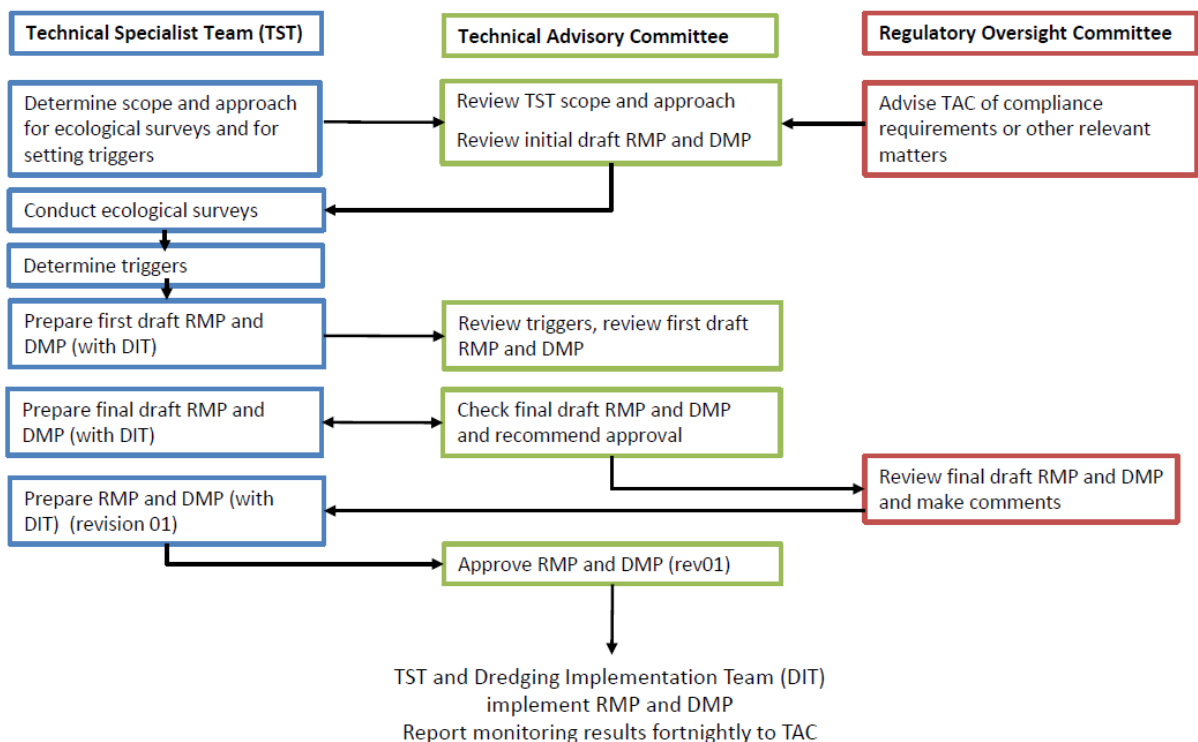 Technical Specialist Team (TST)
Technical Advisory Committee
Regulatory Oversight Committee
Determine scope and approach
for ecological surveys and for
setting triggers
Review TST scope and approach
Review initial draft RMP and DMP
Advise TAC of compliance
requirements or other relevant
matters
Conduct ecological surveys
Determine triggers
Prepare first draft RMP and
DMP (with DIT)
Review triggers, review first draft
RMP and DMP
Prepare final draft RMP and
DMP (with DIT)
Check final draft RMP and DMP
and recommend approval
Review final draft RMP and DMP
and make comments
Prepare RMP and DMP (with
DIT) (revision 01)
Approve RMP and DMP (rev01)
TST and Dredging Implementation Team (DIT)
implement RMP and DMP
Report monitoring results fortnightly to TAC